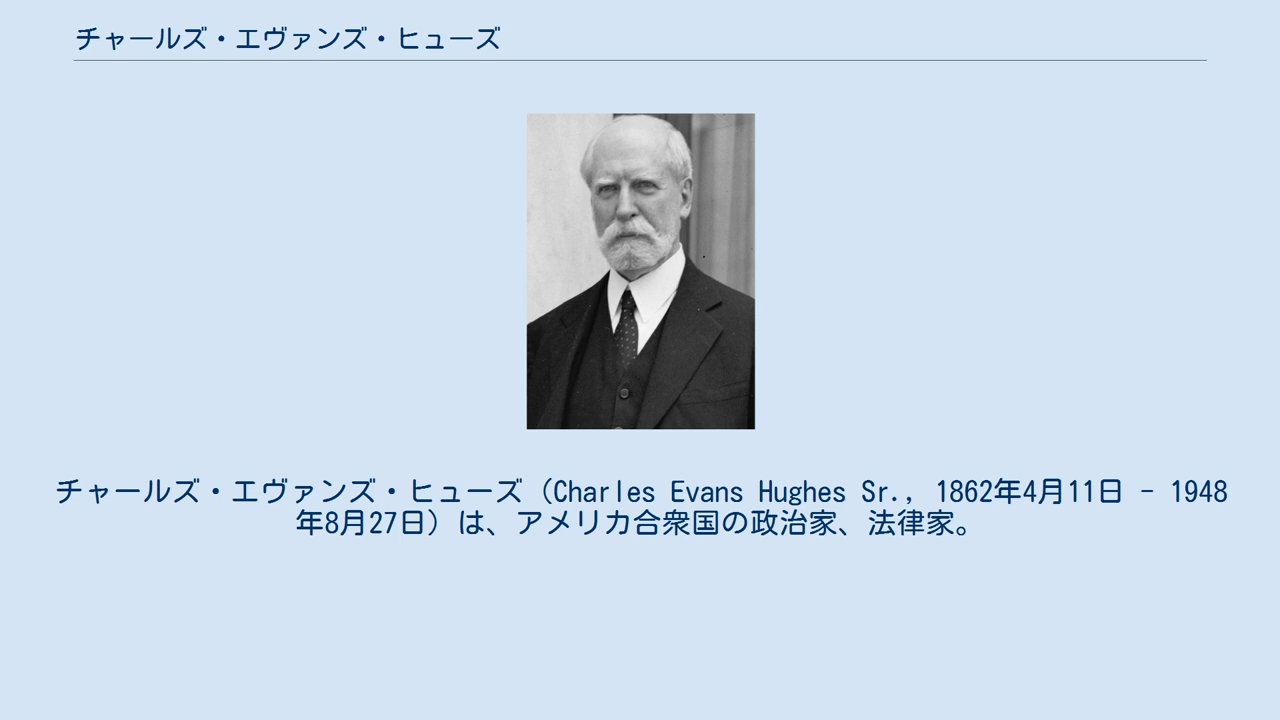 チャールズ・エヴァンズ・ヒューズ
チャールズ・エヴァンズ・ヒューズ（Charles Evans Hughes Sr., 1862年4月11日 - 1948
年8月27日）は、アメリカ合衆国の政治家、法律家。